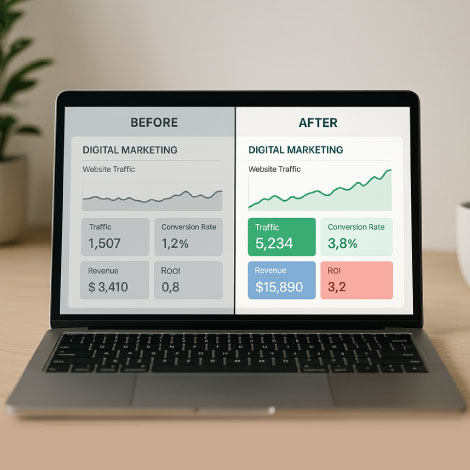 BEFORE
DIGITAL MARKETING
Website Traffic
Traffic
1,507
Conversion Rate
1,2%
Revenue
$ 3,410
ROOI
0,8
AFTER
DIGITAL MARKETING
Website Traffic
Traffic
5,234
Conversion Rate
3,8%
Revenue
$15,890
ROI
3,2